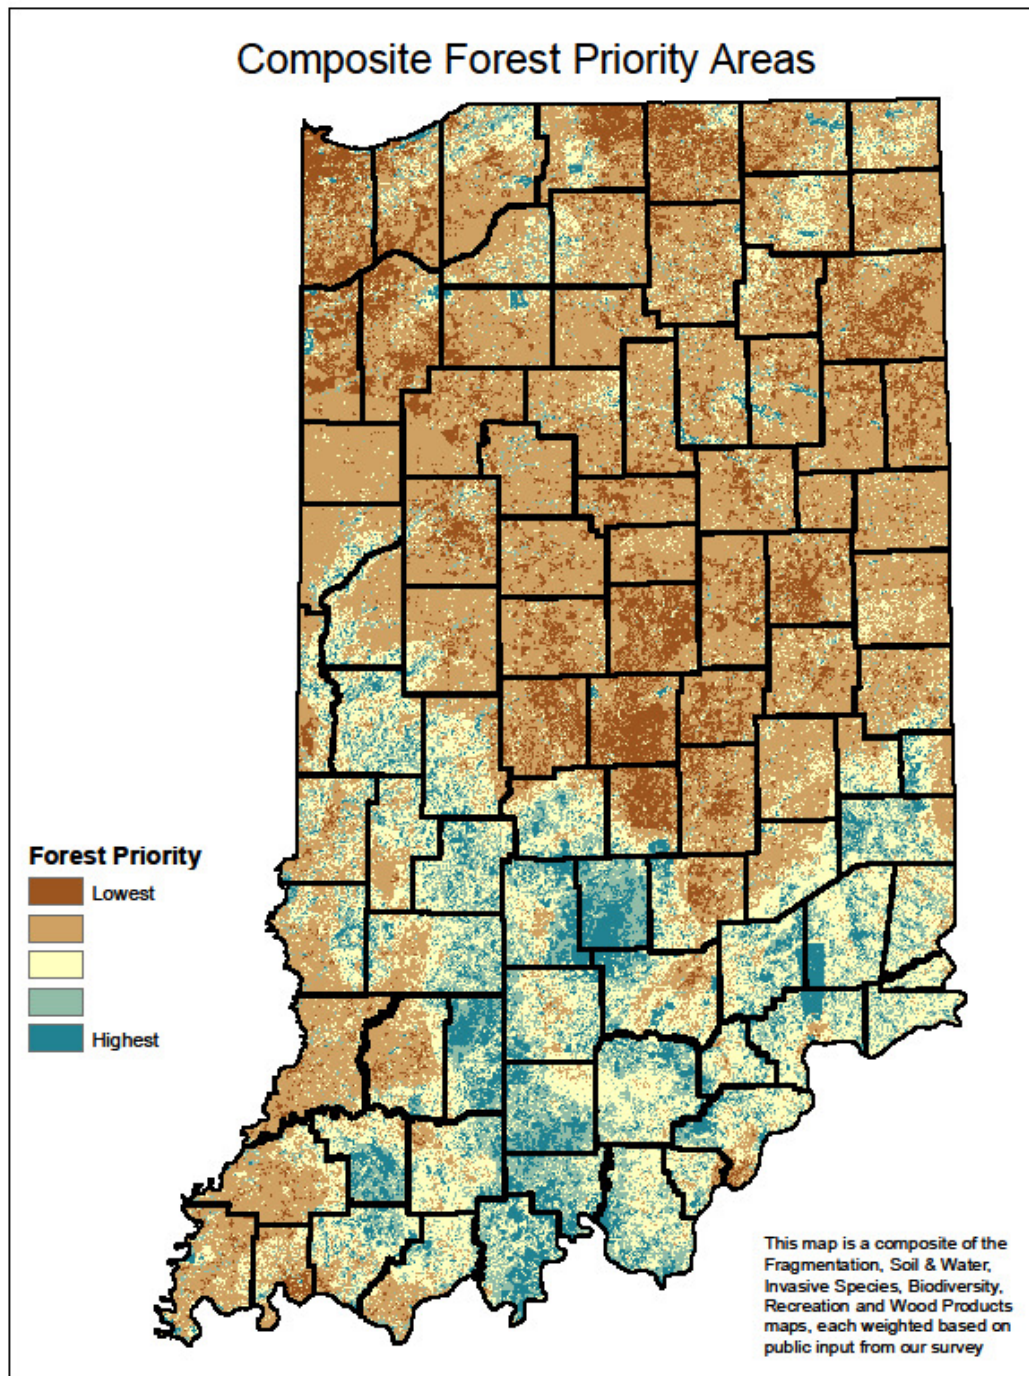 Composite Forest Priority Areas
Forest Priority
Lowest
Highest
This map is a composite of the
Fragmentation, Soil & Water,
Invasive Species, Biodiversity,
Recreation and Wood Products
maps, each weighted based on
public input from our survey